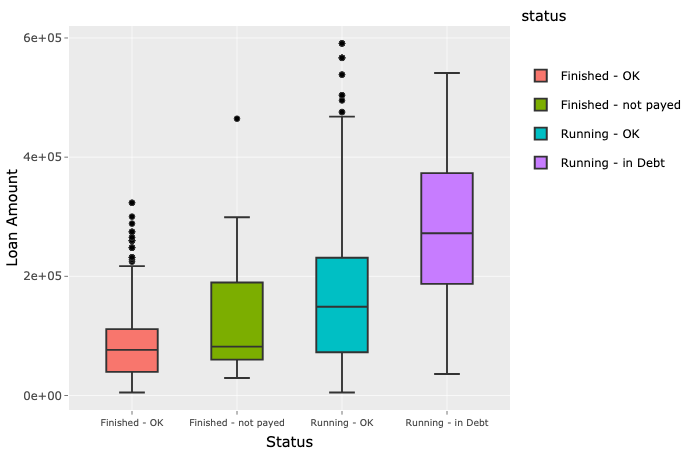 status
Finished - OK
Finished - not payed
Running - OK
Running - in Debt
Loan Amount
6e+05
4e+05
2e+05
0e+00
Finished - OK
Finished - not payed
Running - OK
Running - in Debt
Status